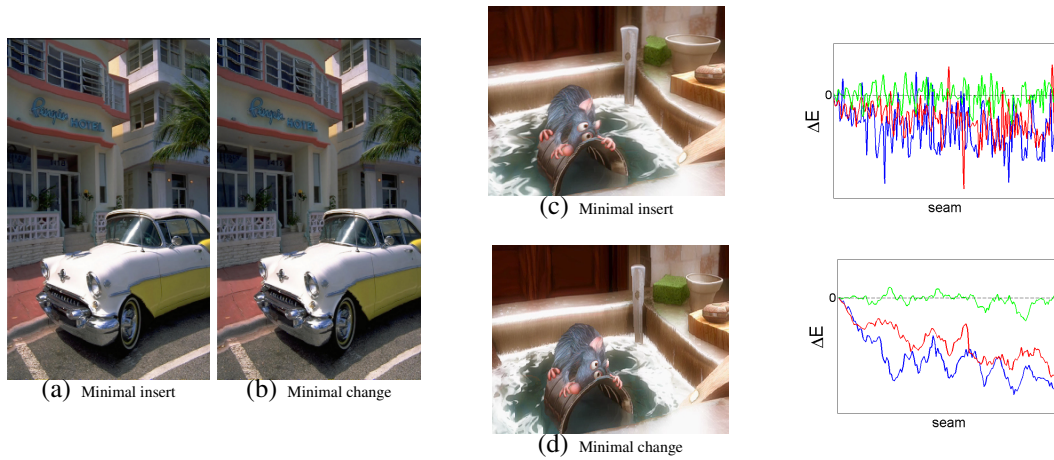 HOTEL
HOTEL
(a) Minimal insert
(b) Minimal change
(c) Minimal insert
(d) Minimal change
0
ΔE
seam
0
ΔE
seam